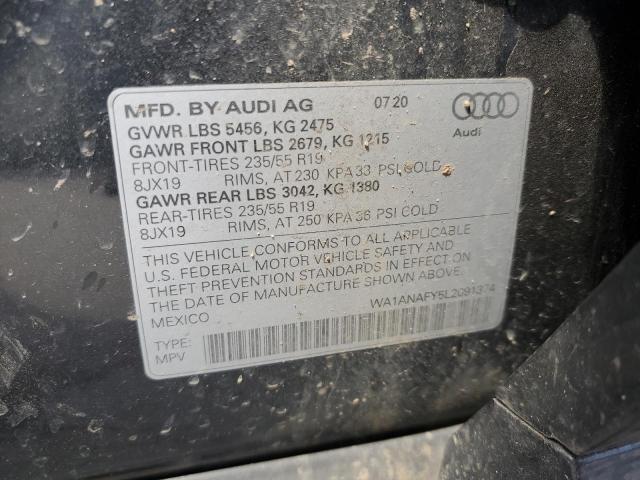 MFD. BY AUDI AG 07 20
Audi
GVWR LBS 5456, KG 2475
GAWR FRONT LBS 2679, KG 1215
FRONT-TIRES 235/55 R19
8JX19 RIMS, AT 230 KPA 33 PSI COLD
GAWR REAR LBS 3042, KG 1380
REAR-TIRES 235/55 R19
8JX19 RIMS, AT 250 KPA 36 PSI COLD
THIS VEHICLE CONFORMS TO ALL APPLICABLE
U.S. FEDERAL MOTOR VEHICLE SAFETY AND
THEFT PREVENTION STANDARDS IN EFFECT ON
THE DATE OF MANUFACTURE SHOWN ABOVE.
MEXICO WA1ANAFY5L2091374
TYPE:
MPV